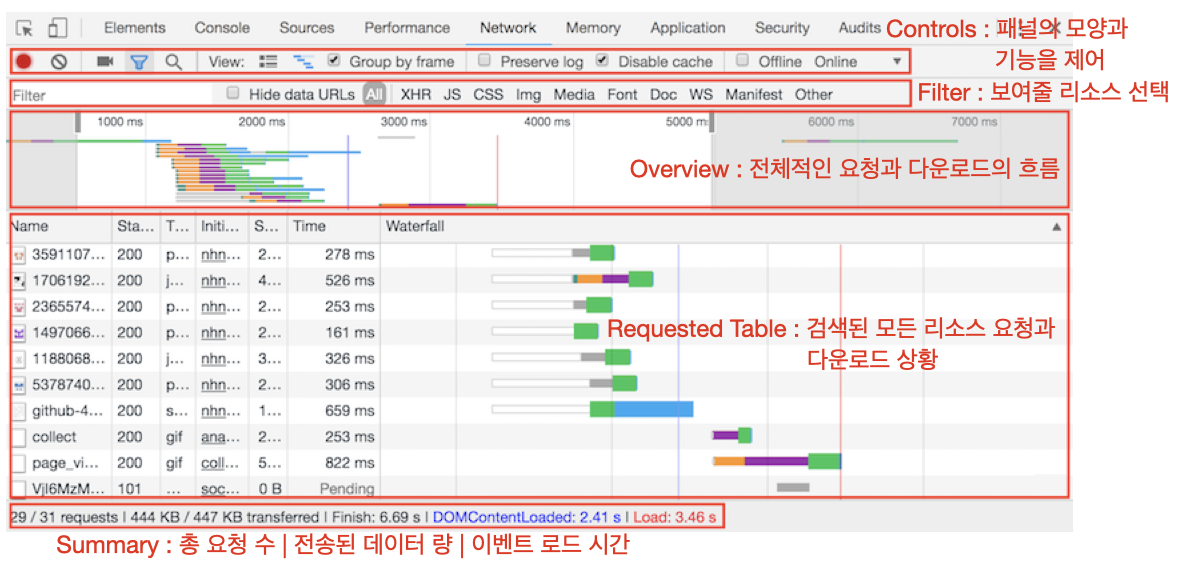 Elements Console Sources Performance Network Memory Application Security Audits
Controls : 패널의 모양과
기능을 제어
View: Group by frame Preserve log Disable cache Offline Online
Filter Hide data URLs All XHR JS CSS Img Media Font Doc WS Manifest Other
Filter : 보여줄 리소스 선택
1000 ms 2000 ms 3000 ms 4000 ms 5000 ms 6000 ms 7000 ms
Overview : 전체적인 요청과 다운로드의 흐름
Name Sta... T... Initi... S... Time Waterfall
3591107... 200 p... nhn... 2... 278 ms
1706192... 200 j... nhn... 4... 526 ms
2365574... 200 p... nhn... 2... 253 ms
1497066... 200 p... nhn... 2... 161 ms
Requested Table : 검색된 모든 리소스 요청과
다운로드 상황
1188068... 200 j... nhn... 3... 326 ms
5378740... 200 p... nhn... 2... 306 ms
github-4... 200 s... nhn... 1... 659 ms
collect 200 gif ana... 2... 253 ms
page_vi... 200 gif coll... 5... 822 ms
VjI6MzM... 101 ... soc... 0 B Pending
29 / 31 requests | 444 KB / 447 KB transferred | Finish: 6.69 s | DOMContentLoaded: 2.41 s | Load: 3.46 s
Summary : 총 요청 수 | 전송된 데이터 량 | 이벤트 로드 시간